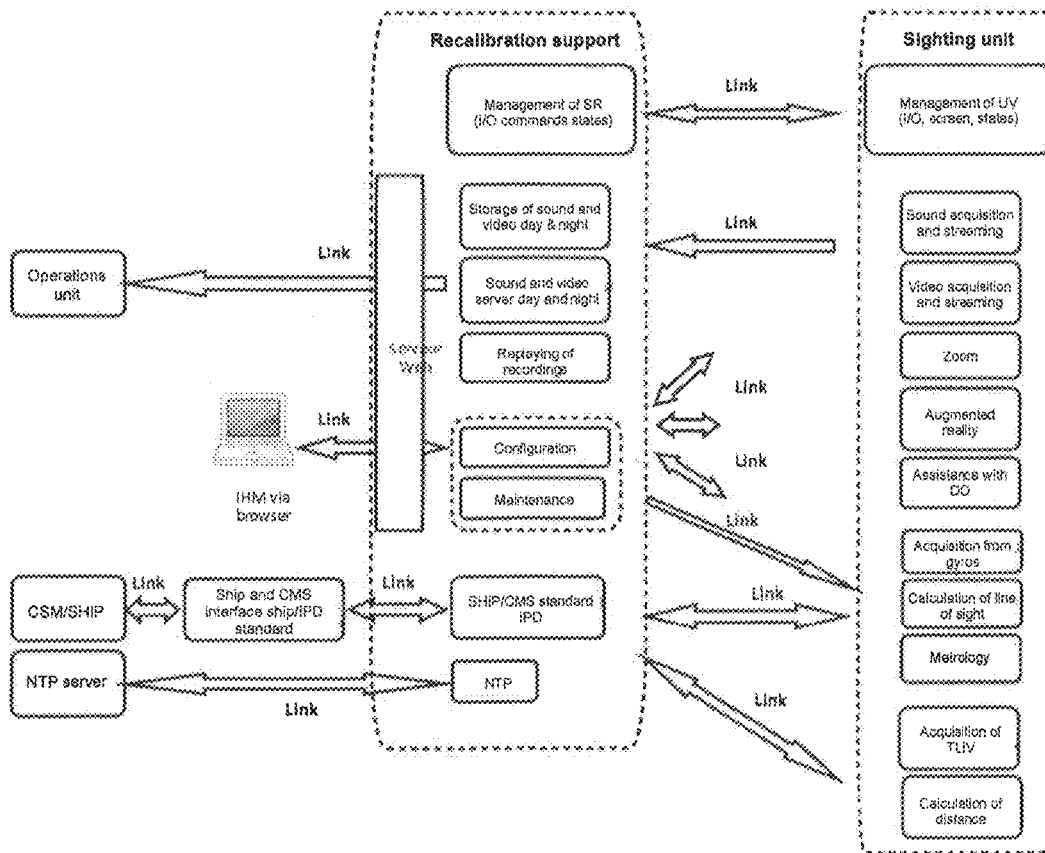 Recalibration support
Sighting unit
Management of SR
(I/O commands states)
Link
Management of UV
(I/O, screen, states)
Storage of sound and
video day & night
Link
Sound acquisition
and streaming
Link
Operations
unit
Sound and video
server day and night
Video acquisition
and streaming
Server
Web
Replaying of
recordings
Zoom
Link
Link
Augmented
reality
Configuration
Link
Assistance with
DO
Maintenance
IHM via
browser
Link
Acquisition from
gyros
CSM/SHIP
Link
Ship and CMS
interface ship/IPD
standard
Link
SHIP/CMS standard
IPD
Link
Calculation of line
of sight
Metrology
NTP server
Link
NTP
Link
Acquisition of
TLIV
Calculation of
distance